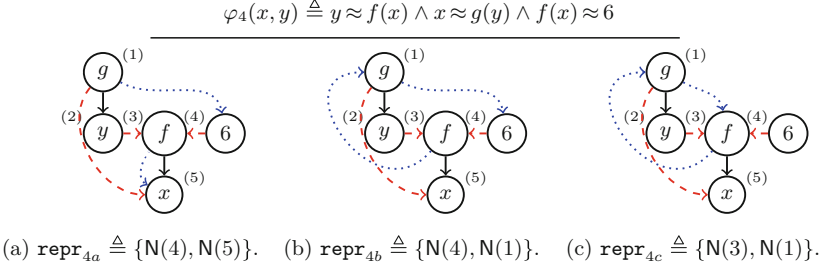 φ₄(x, y) ≜ y ≈ f(x) ∧ x ≈ g(y) ∧ f(x) ≈ 6
(1) (1) (1)
g g g
(2) (3) (4) (2) (3) (4) (2) (3) (4)
y f 6 y f 6 y f 6
(5) (5) (5)
x x x
(a) repr₄ₐ ≜ {N(4), N(5)}. (b) repr₄b ≜ {N(4), N(1)}. (c) repr₄c ≜ {N(3), N(1)}.